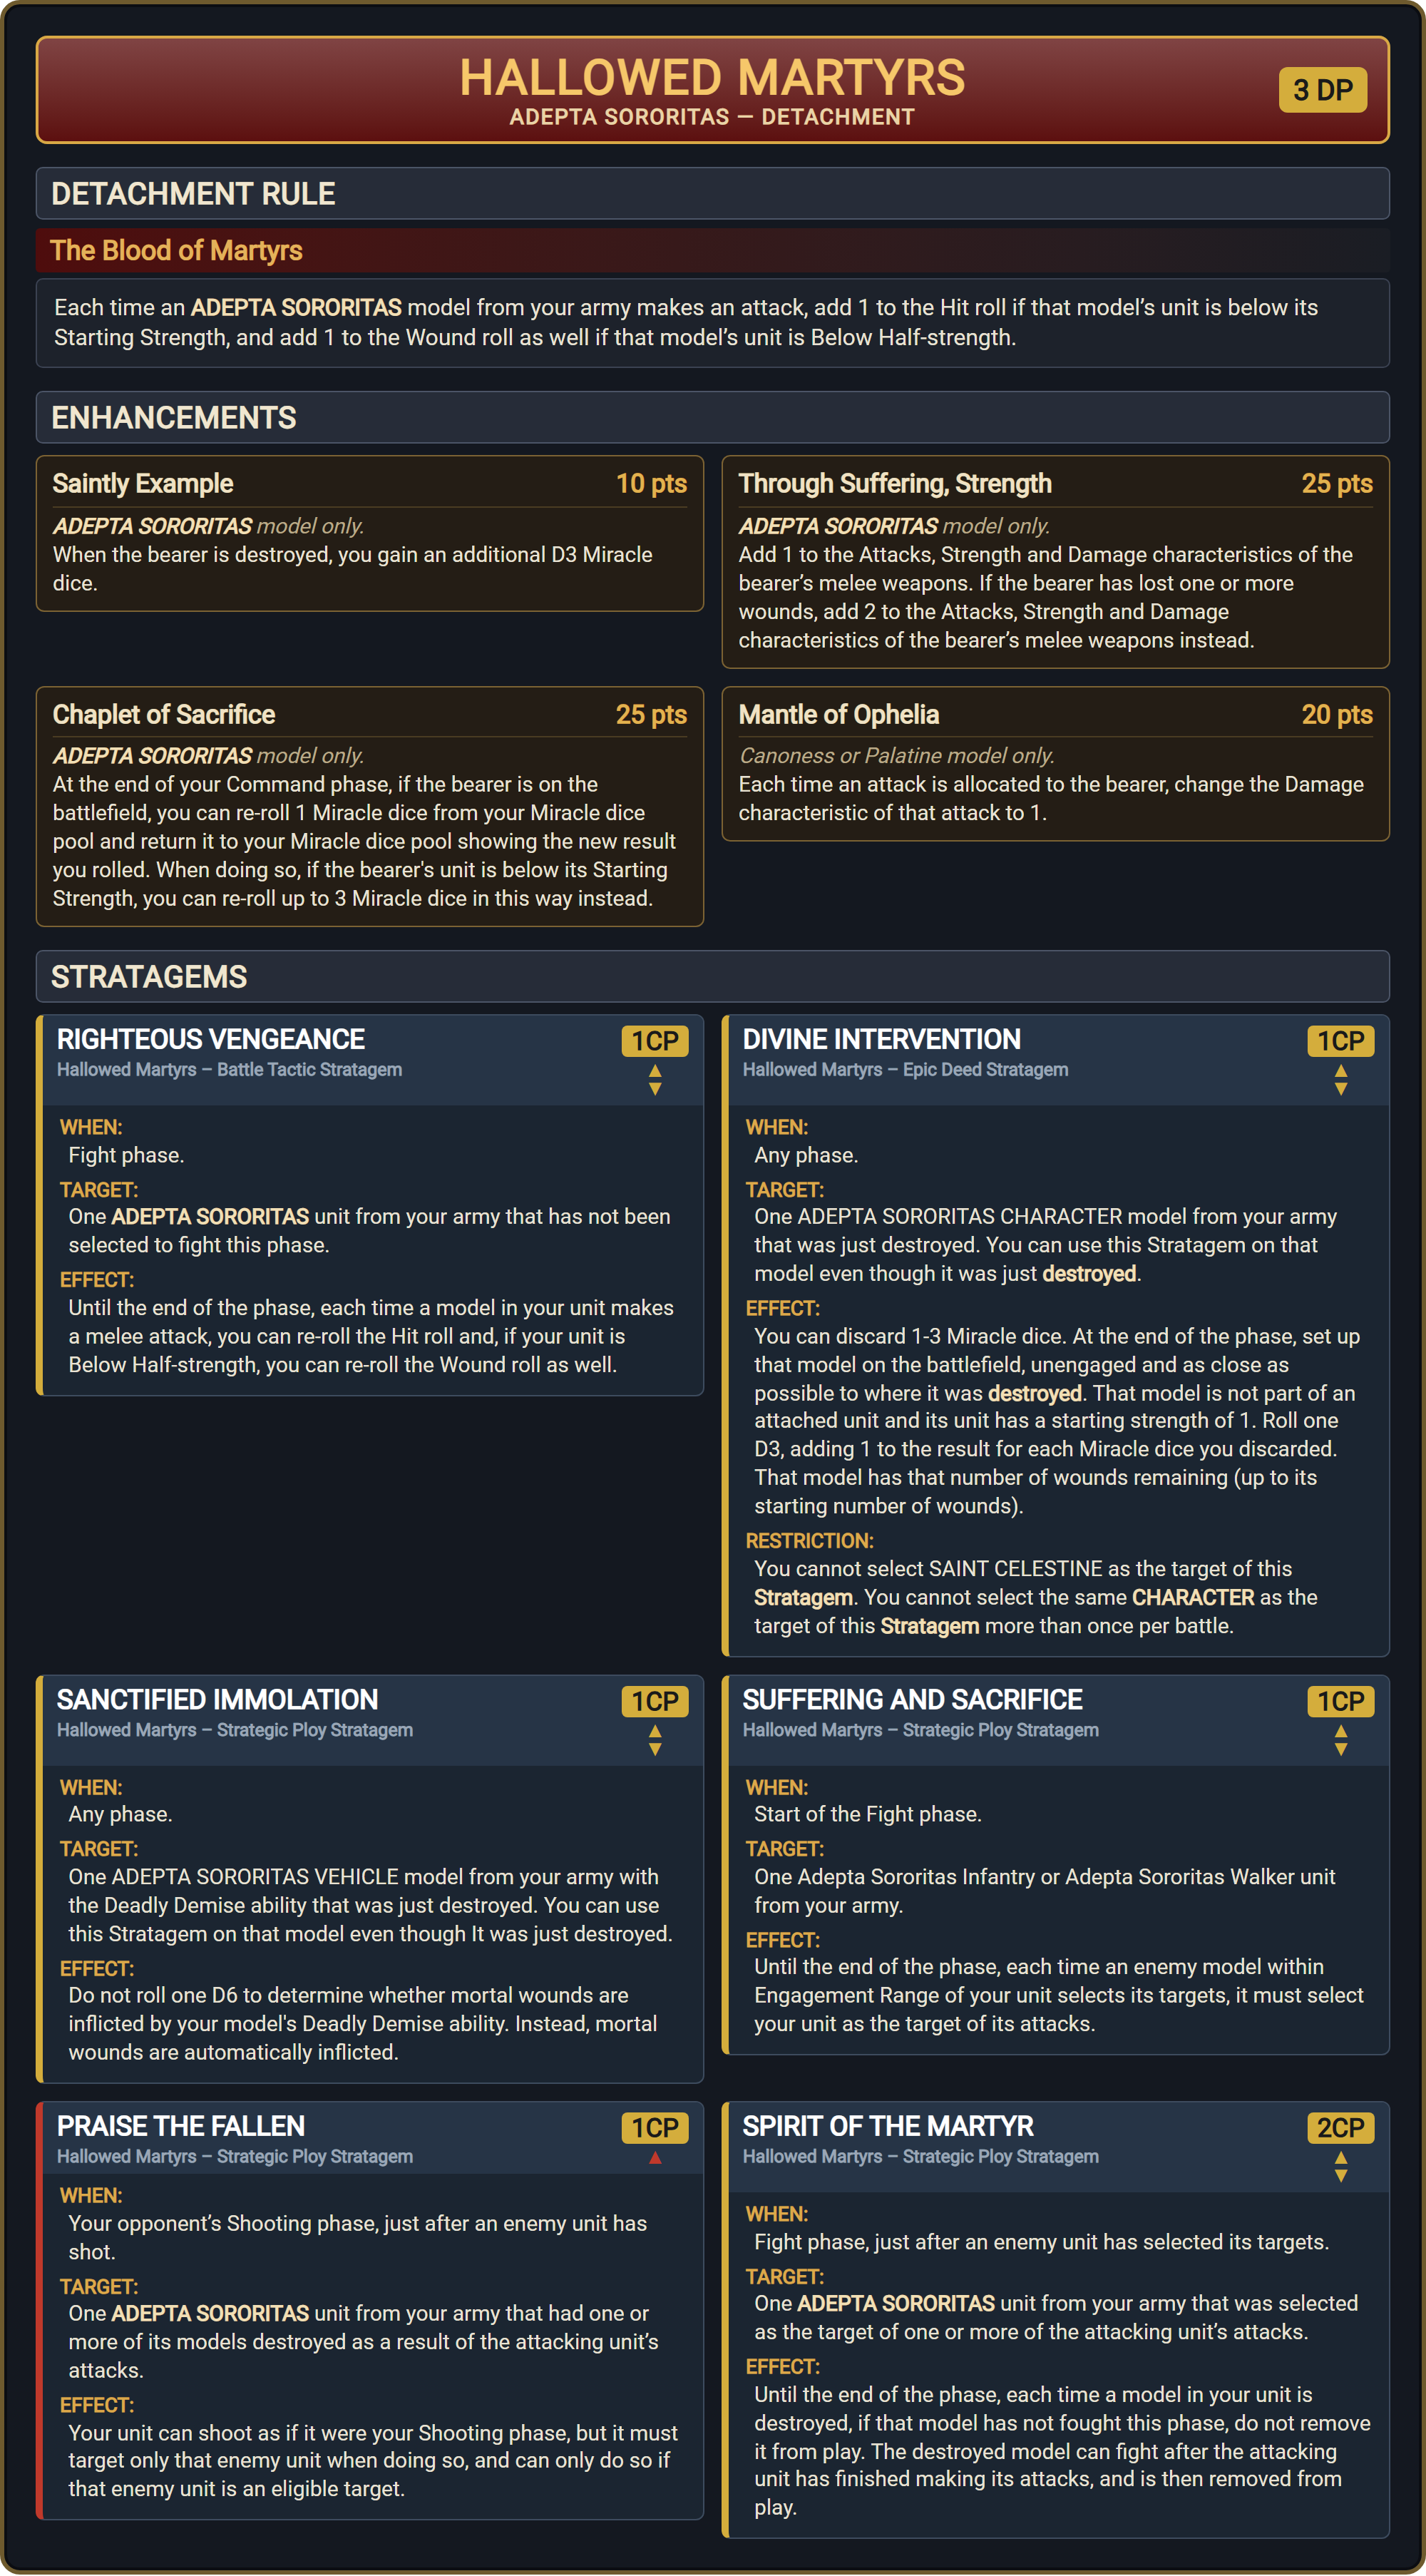 HALLOWED MARTYRS
ADEPTA SORORITAS — DETACHMENT
3 DP
DETACHMENT RULE
The Blood of Martyrs
Each time an ADEPTA SORORITAS model from your army makes an attack, add 1 to the Hit roll if that model’s unit is below its
Starting Strength, and add 1 to the Wound roll as well if that model’s unit is Below Half-strength.
ENHANCEMENTS
Saintly Example
10 pts
ADEPTA SORORITAS model only.
When the bearer is destroyed, you gain an additional D3 Miracle
dice.
Through Suffering, Strength
25 pts
ADEPTA SORORITAS model only.
Add 1 to the Attacks, Strength and Damage characteristics of the
bearer’s melee weapons. If the bearer has lost one or more
wounds, add 2 to the Attacks, Strength and Damage
characteristics of the bearer’s melee weapons instead.
Chaplet of Sacrifice
25 pts
ADEPTA SORORITAS model only.
At the end of your Command phase, if the bearer is on the
battlefield, you can re-roll 1 Miracle dice from your Miracle dice
pool and return it to your Miracle dice pool showing the new result
you rolled. When doing so, if the bearer's unit is below its Starting
Strength, you can re-roll up to 3 Miracle dice in this way instead.
Mantle of Ophelia
20 pts
Canoness or Palatine model only.
Each time an attack is allocated to the bearer, change the Damage
characteristic of that attack to 1.
STRATAGEMS
RIGHTEOUS VENGEANCE
1CP
Hallowed Martyrs – Battle Tactic Stratagem
▲
▼
WHEN:
Fight phase.
TARGET:
One ADEPTA SORORITAS unit from your army that has not been
selected to fight this phase.
EFFECT:
Until the end of the phase, each time a model in your unit makes
a melee attack, you can re-roll the Hit roll and, if your unit is
Below Half-strength, you can re-roll the Wound roll as well.
DIVINE INTERVENTION
1CP
Hallowed Martyrs – Epic Deed Stratagem
▲
▼
WHEN:
Any phase.
TARGET:
One ADEPTA SORORITAS CHARACTER model from your army
that was just destroyed. You can use this Stratagem on that
model even though it was just destroyed.
EFFECT:
You can discard 1-3 Miracle dice. At the end of the phase, set up
that model on the battlefield, unengaged and as close as
possible to where it was destroyed. That model is not part of an
attached unit and its unit has a starting strength of 1. Roll one
D3, adding 1 to the result for each Miracle dice you discarded.
That model has that number of wounds remaining (up to its
starting number of wounds).
RESTRICTION:
You cannot select SAINT CELESTINE as the target of this
Stratagem. You cannot select the same CHARACTER as the
target of this Stratagem more than once per battle.
SANCTIFIED IMMOLATION
1CP
Hallowed Martyrs – Strategic Ploy Stratagem
▲
▼
WHEN:
Any phase.
TARGET:
One ADEPTA SORORITAS VEHICLE model from your army with
the Deadly Demise ability that was just destroyed. You can use
this Stratagem on that model even though It was just destroyed.
EFFECT:
Do not roll one D6 to determine whether mortal wounds are
inflicted by your model's Deadly Demise ability. Instead, mortal
wounds are automatically inflicted.
SUFFERING AND SACRIFICE
1CP
Hallowed Martyrs – Strategic Ploy Stratagem
▲
▼
WHEN:
Start of the Fight phase.
TARGET:
One Adepta Sororitas Infantry or Adepta Sororitas Walker unit
from your army.
EFFECT:
Until the end of the phase, each time an enemy model within
Engagement Range of your unit selects its targets, it must select
your unit as the target of its attacks.
PRAISE THE FALLEN
1CP
Hallowed Martyrs – Strategic Ploy Stratagem
▲
WHEN:
Your opponent’s Shooting phase, just after an enemy unit has
shot.
TARGET:
One ADEPTA SORORITAS unit from your army that had one or
more of its models destroyed as a result of the attacking unit’s
attacks.
EFFECT:
Your unit can shoot as if it were your Shooting phase, but it must
target only that enemy unit when doing so, and can only do so if
that enemy unit is an eligible target.
SPIRIT OF THE MARTYR
2CP
Hallowed Martyrs – Strategic Ploy Stratagem
▲
▼
WHEN:
Fight phase, just after an enemy unit has selected its targets.
TARGET:
One ADEPTA SORORITAS unit from your army that was selected
as the target of one or more of the attacking unit’s attacks.
EFFECT:
Until the end of the phase, each time a model in your unit is
destroyed, if that model has not fought this phase, do not remove
it from play. The destroyed model can fight after the attacking
unit has finished making its attacks, and is then removed from
play.